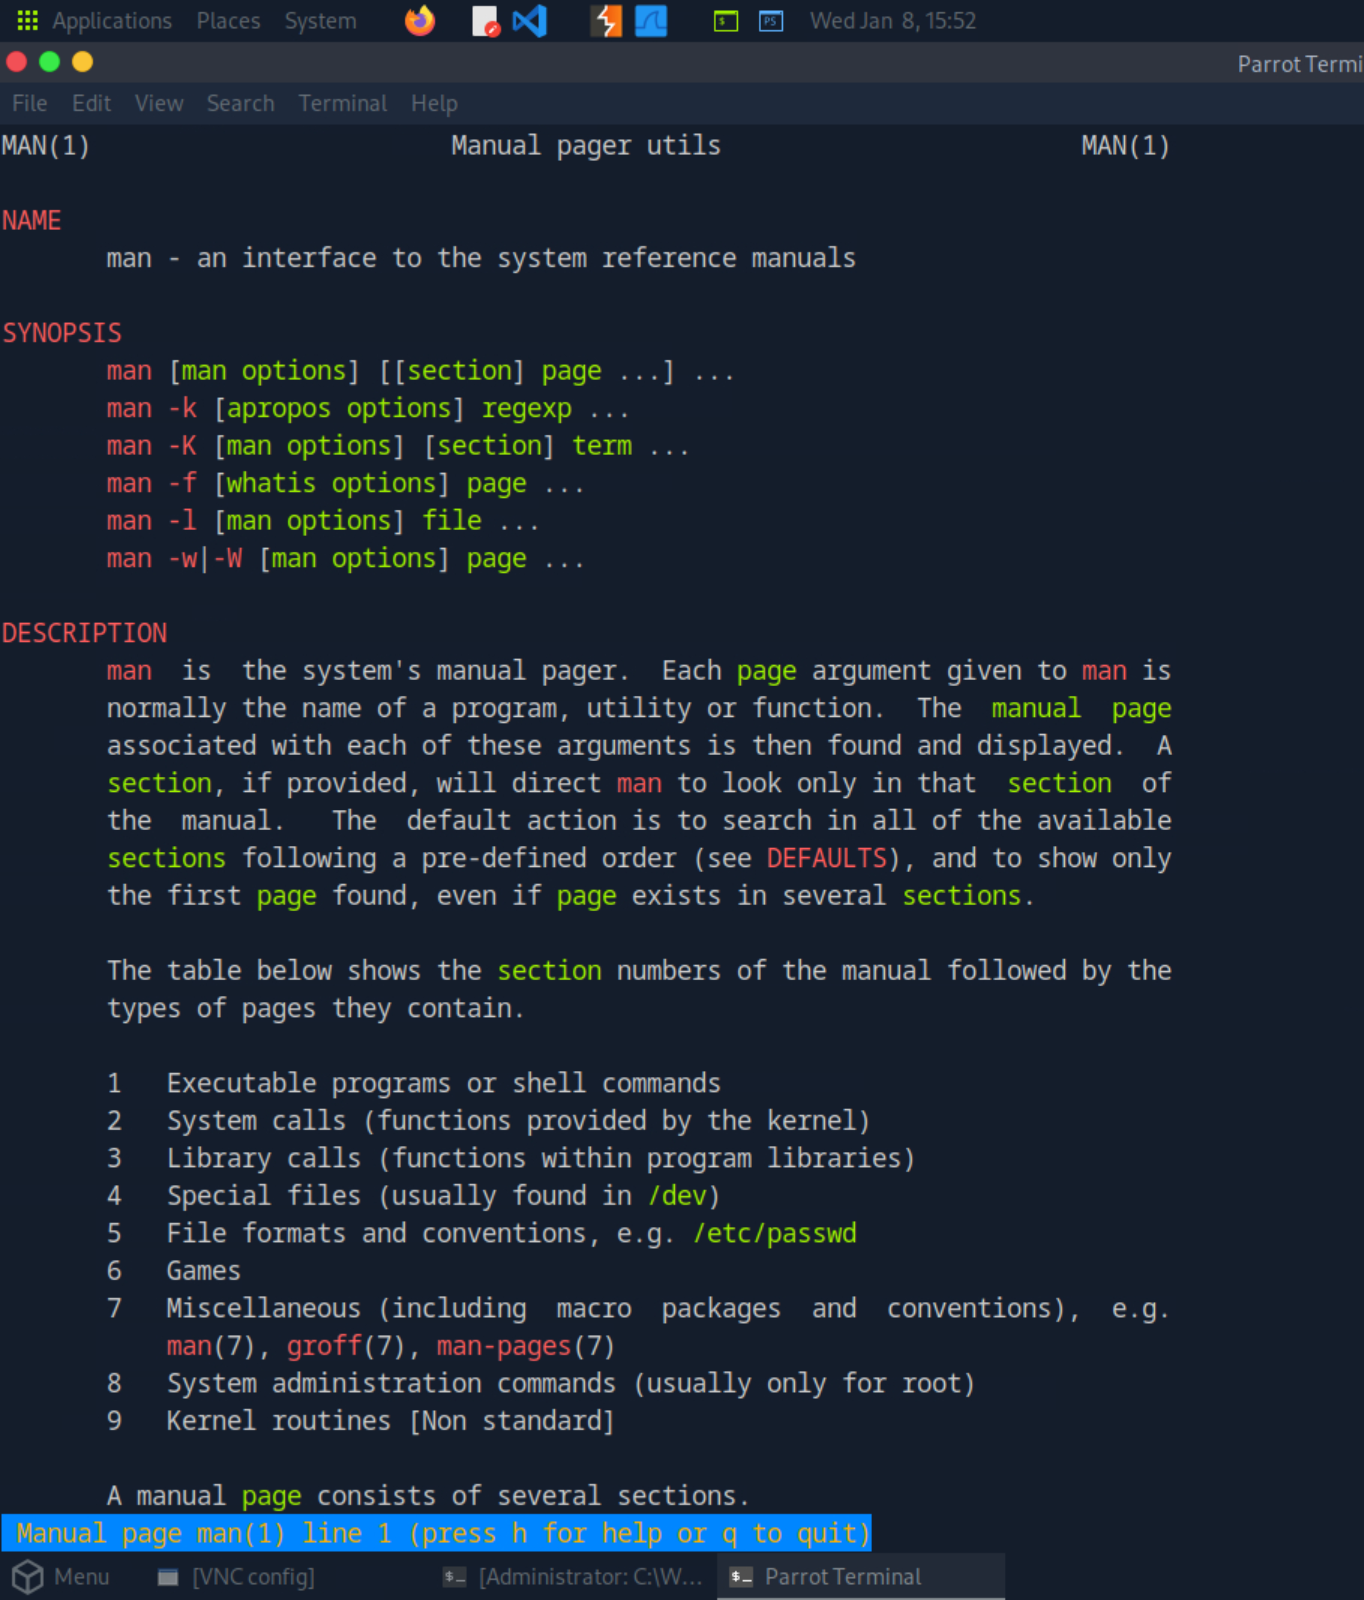 Applications Places System $ PS Wed Jan 8, 15:52
Parrot Termi
File Edit View Search Terminal Help
MAN(1) Manual pager utils MAN(1)
NAME
man - an interface to the system reference manuals
SYNOPSIS
man [man options] [[section] page ...] ...
man -k [apropos options] regexp ...
man -K [man options] [section] term ...
man -f [whatis options] page ...
man -l [man options] file ...
man -w|-W [man options] page ...
DESCRIPTION
man is the system's manual pager. Each page argument given to man is
normally the name of a program, utility or function. The manual page
associated with each of these arguments is then found and displayed. A
section, if provided, will direct man to look only in that section of
the manual. The default action is to search in all of the available
sections following a pre-defined order (see DEFAULTS), and to show only
the first page found, even if page exists in several sections.
The table below shows the section numbers of the manual followed by the
types of pages they contain.
1 Executable programs or shell commands
2 System calls (functions provided by the kernel)
3 Library calls (functions within program libraries)
4 Special files (usually found in /dev)
5 File formats and conventions, e.g. /etc/passwd
6 Games
7 Miscellaneous (including macro packages and conventions), e.g.
man(7), groff(7), man-pages(7)
8 System administration commands (usually only for root)
9 Kernel routines [Non standard]
A manual page consists of several sections.
Manual page man(1) line 1 (press h for help or q to quit)
Menu [VNC config] $_ [Administrator: C:\W... $_ Parrot Terminal